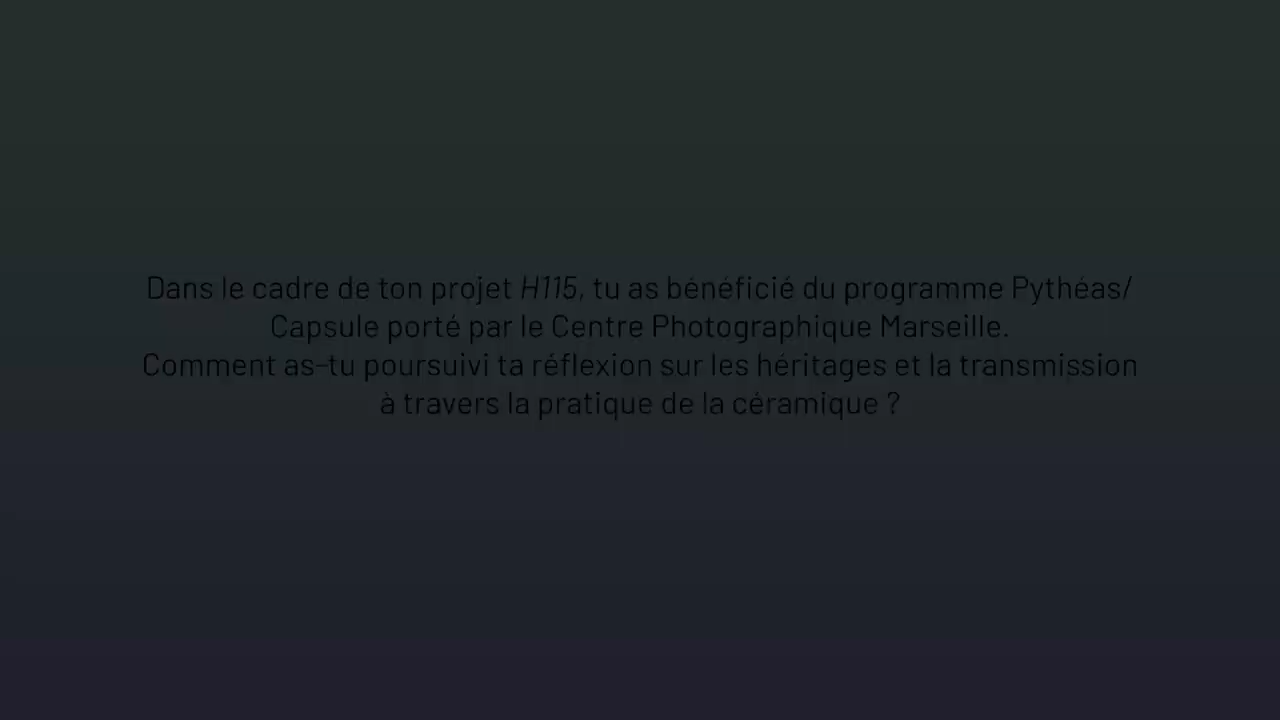 Dans le cadre de ton projet H115, tu as bénéficié du programme Pythéas/
Capsule porté par le Centre Photographique Marseille.
Comment as-tu poursuivi ta réflexion sur les héritages et la transmission
à travers la pratique de la céramique ?